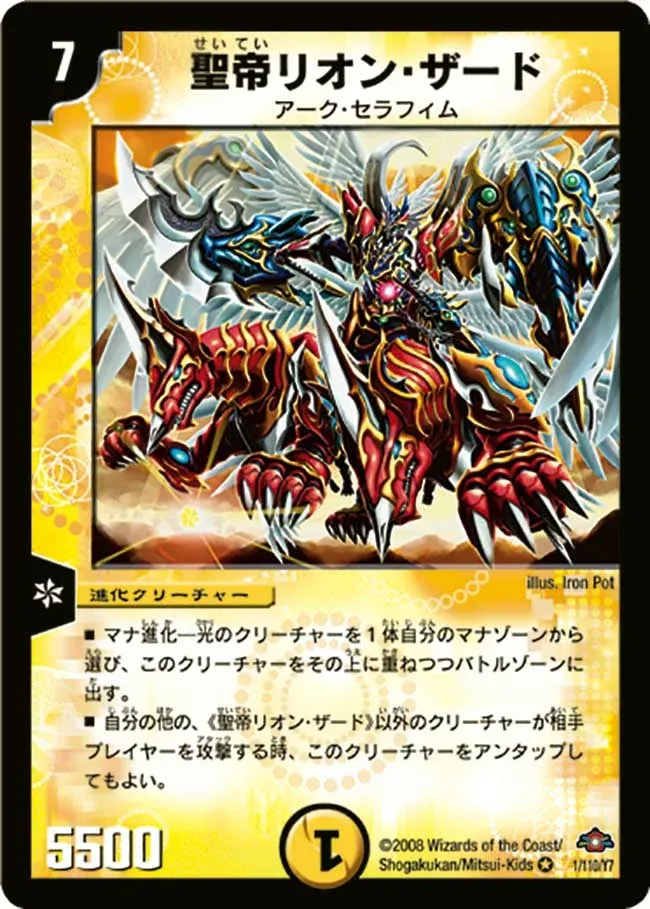 7
せいてい
聖帝リオン・ザード
アーク・セラフィム
illus. Iron Pot
進化クリーチャー
■ マナ進化―光のクリーチャーを1体自分のマナゾーンから
選び、このクリーチャーをその上に重ねつつバトルゾーンに
出す。
■ 自分の他の、《聖帝リオン・ザード》以外のクリーチャーが相手
プレイヤーを攻撃する時、このクリーチャーをアンタップし
てもよい。
5500
1
©2008 Wizards of the Coast/
Shogakukan/Mitsui-Kids
1/110/Y7